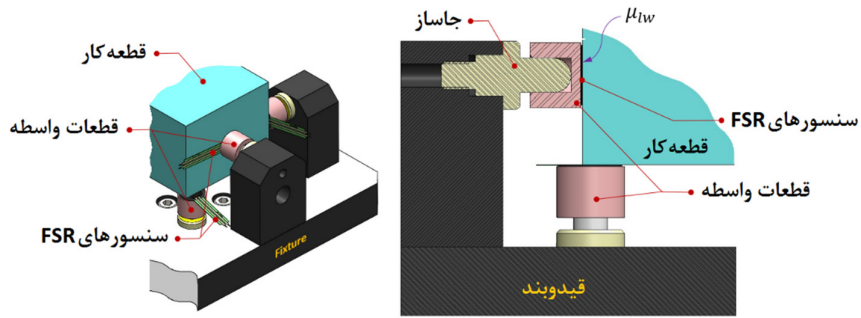 قطعه کار
قطعات واسطه
سنسورهای FSR
Fixture
جاساز
μlw
سنسورهای FSR
قطعه کار
قطعات واسطه
قیدوبند